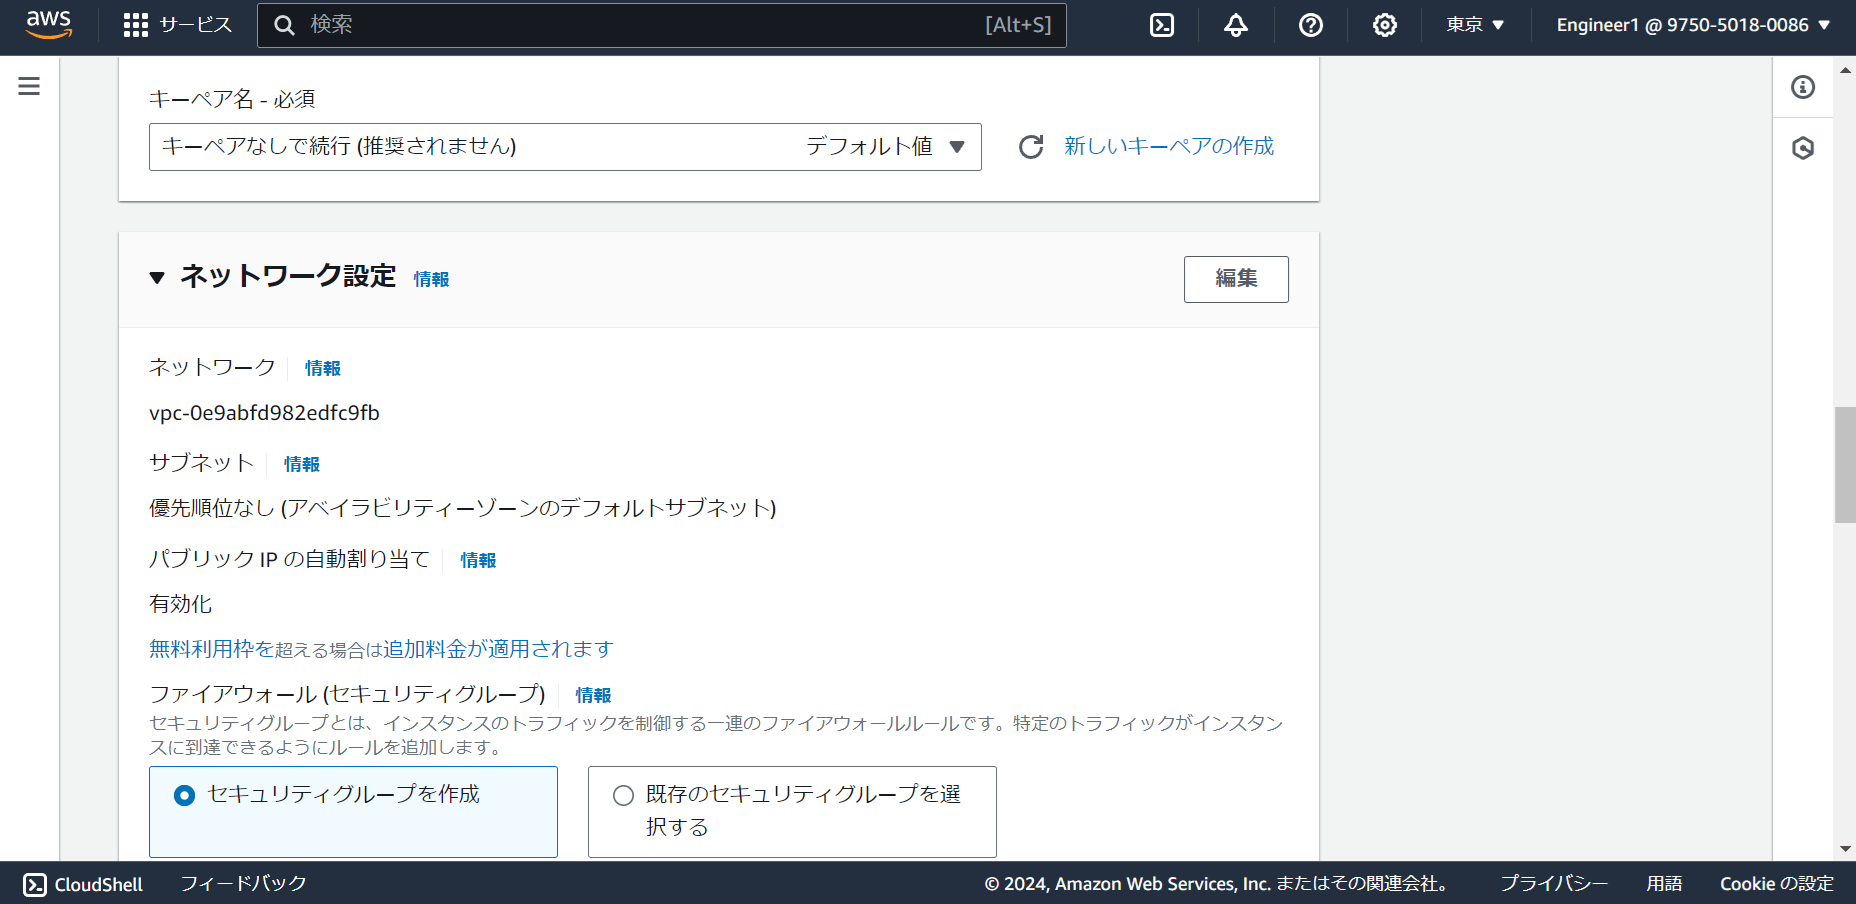 aws
サービス
検索
[Alt+S]
東京
Engineer1 @ 9750-5018-0086
キーペア名 - 必須
キーペアなしで続行 (推奨されません)
デフォルト値
新しいキーペアの作成
ネットワーク設定 情報
編集
ネットワーク 情報
vpc-0e9abfd982edfc9fb
サブネット 情報
優先順位なし (アベイラビリティーゾーンのデフォルトサブネット)
パブリック IP の自動割り当て 情報
有効化
無料利用枠を超える場合は追加料金が適用されます
ファイアウォール (セキュリティグループ) 情報
セキュリティグループとは、インスタンスのトラフィックを制御する一連のファイアウォールルールです。特定のトラフィックがインスタン
スに到達できるようにルールを追加します。
セキュリティグループを作成
既存のセキュリティグループを選
択する
CloudShell
フィードバック
© 2024, Amazon Web Services, Inc. またはその関連会社。
プライバシー
用語
Cookie の設定